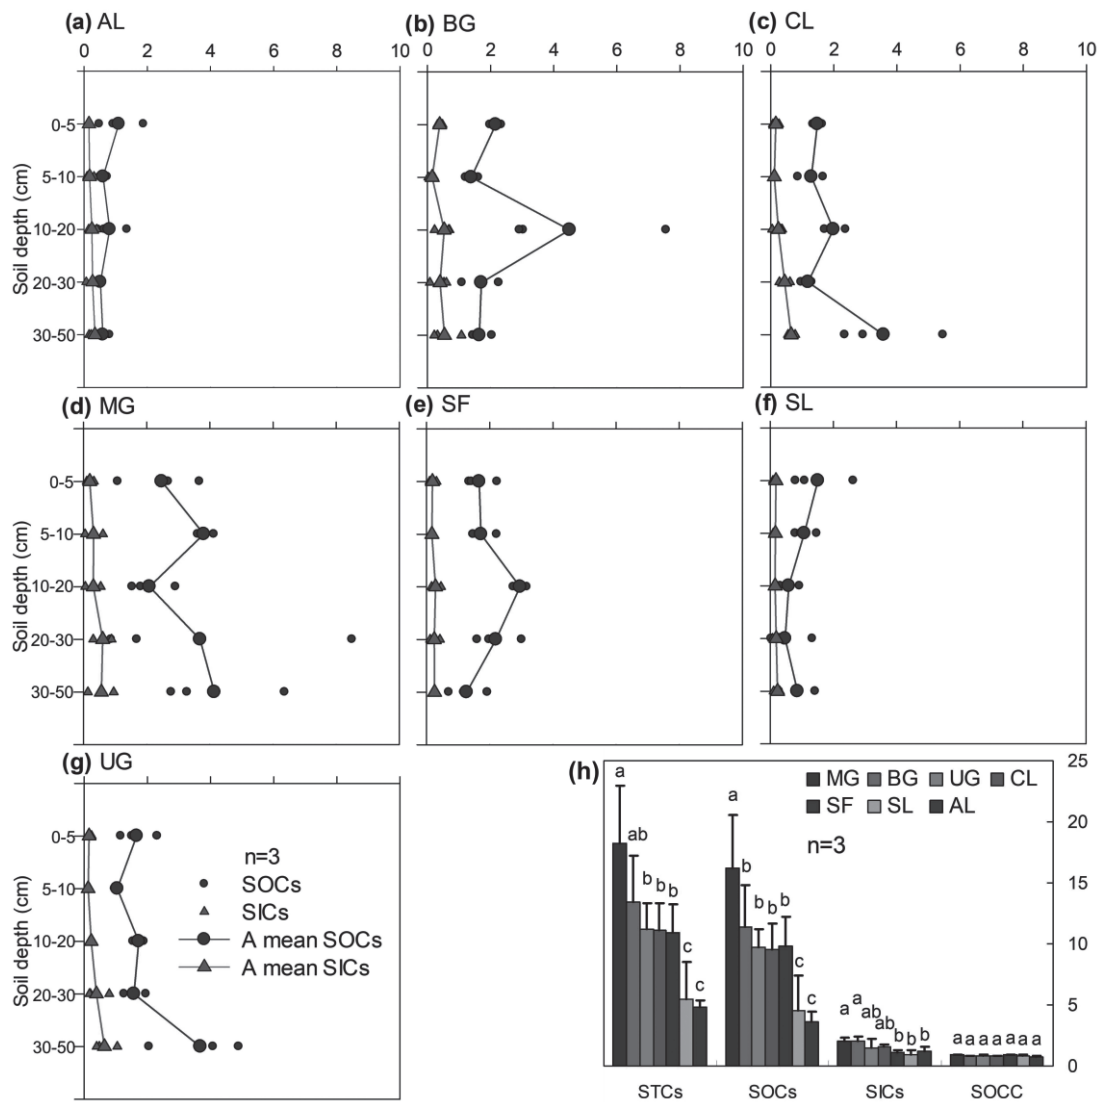 (a) AL
0 2 4 6 8 10
0-5
5-10
10-20
20-30
30-50
Soil depth (cm)
(b) BG
0 2 4 6 8 10
(c) CL
0 2 4 6 8 10
(d) MG
0-5
5-10
10-20
20-30
30-50
Soil depth (cm)
(e) SF
(f) SL
(g) UG
0-5
5-10
10-20
20-30
30-50
Soil depth (cm)
n=3
SOCs
SICs
A mean SOCs
A mean SICs
(h)
MG BG UG CL
SF SL AL
n=3
a ab b b b c c
a b b b b c c
a a ab ab b b b
a a a a a a a
25
20
15
10
5
0
STCs SOCs SICs SOCC